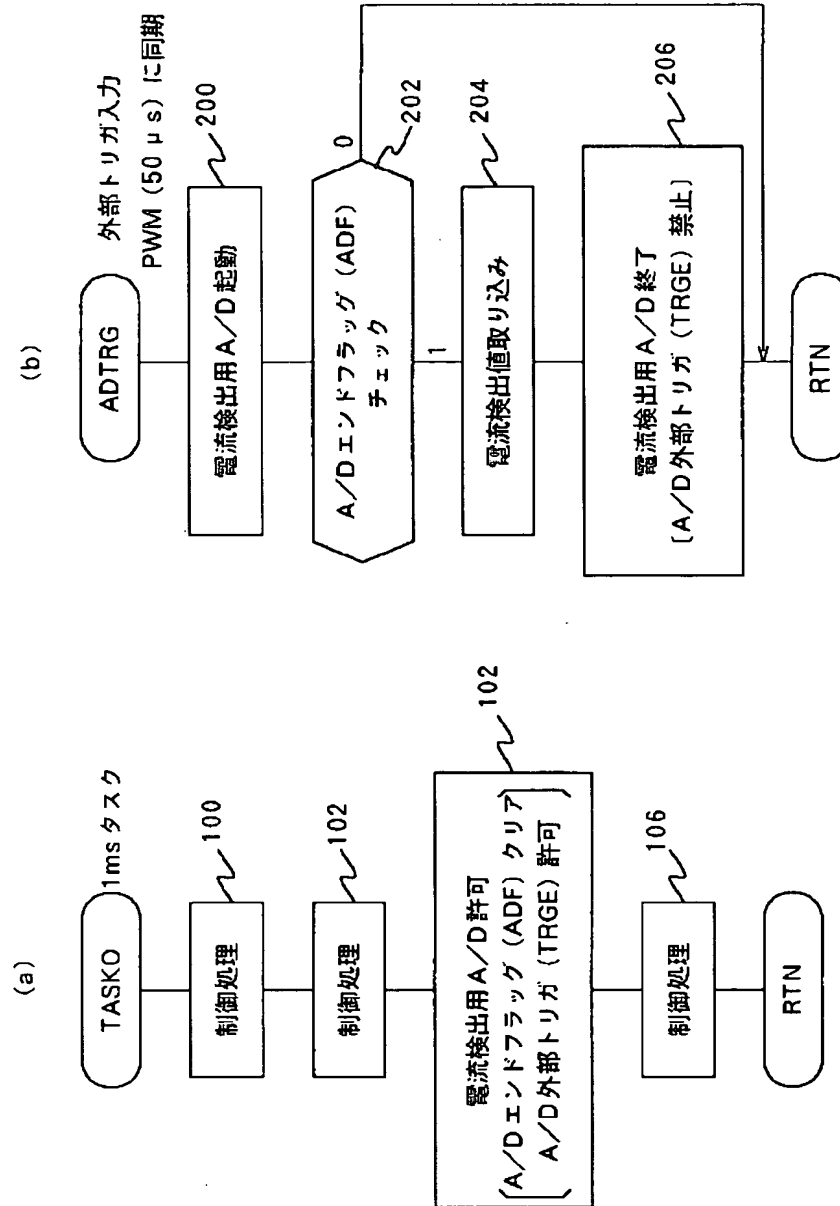 (a)
TASKO
1msタスク
制御処理
100
制御処理
102
電流検出用A/D許可
A/Dエンドフラッグ(ADF)クリア
A/D外部トリガ(TRGE)許可
102
制御処理
106
RTN
(b)
ADTRG
外部トリガ入力
PWM(50μs)に同期
電流検出用A/D起動
200
A/Dエンドフラッグ(ADF)
チェック
202
0
1
電流検出値取り込み
204
電流検出用A/D終了
[A/D外部トリガ(TRGE)禁止]
206
RTN